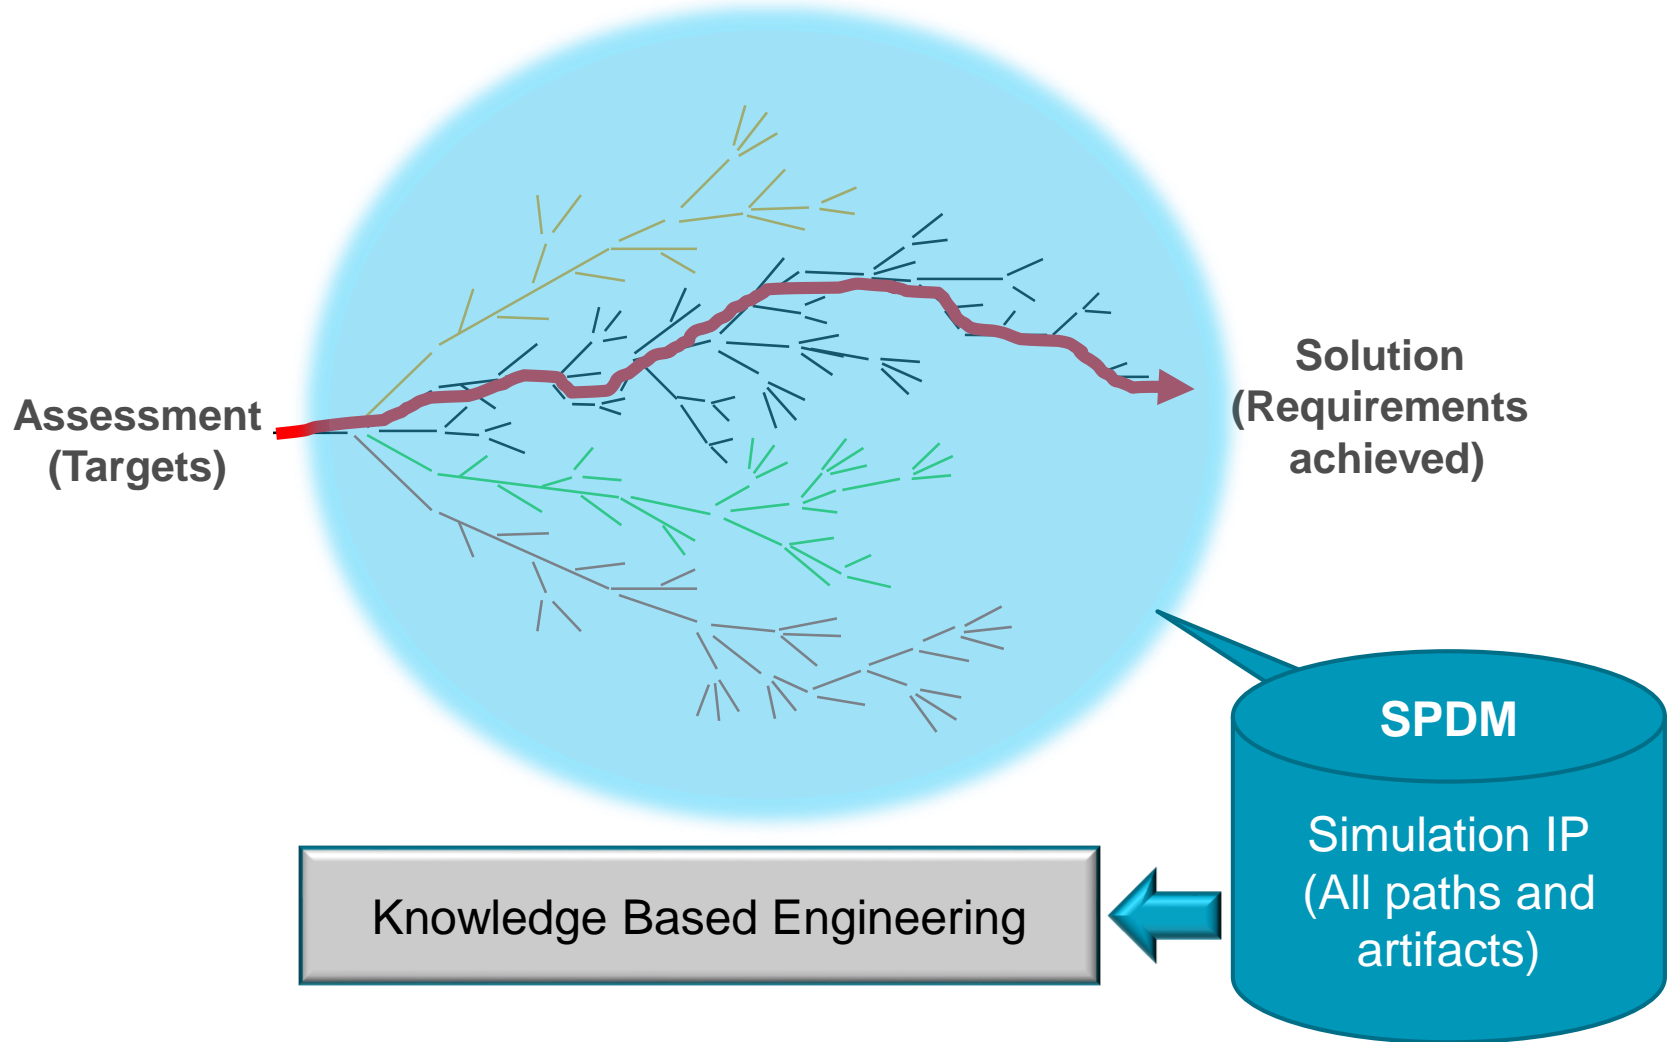 Assessment
(Targets)
Solution
(Requirements
achieved)
SPDM
Simulation IP
(All paths and
artifacts)
Knowledge Based Engineering